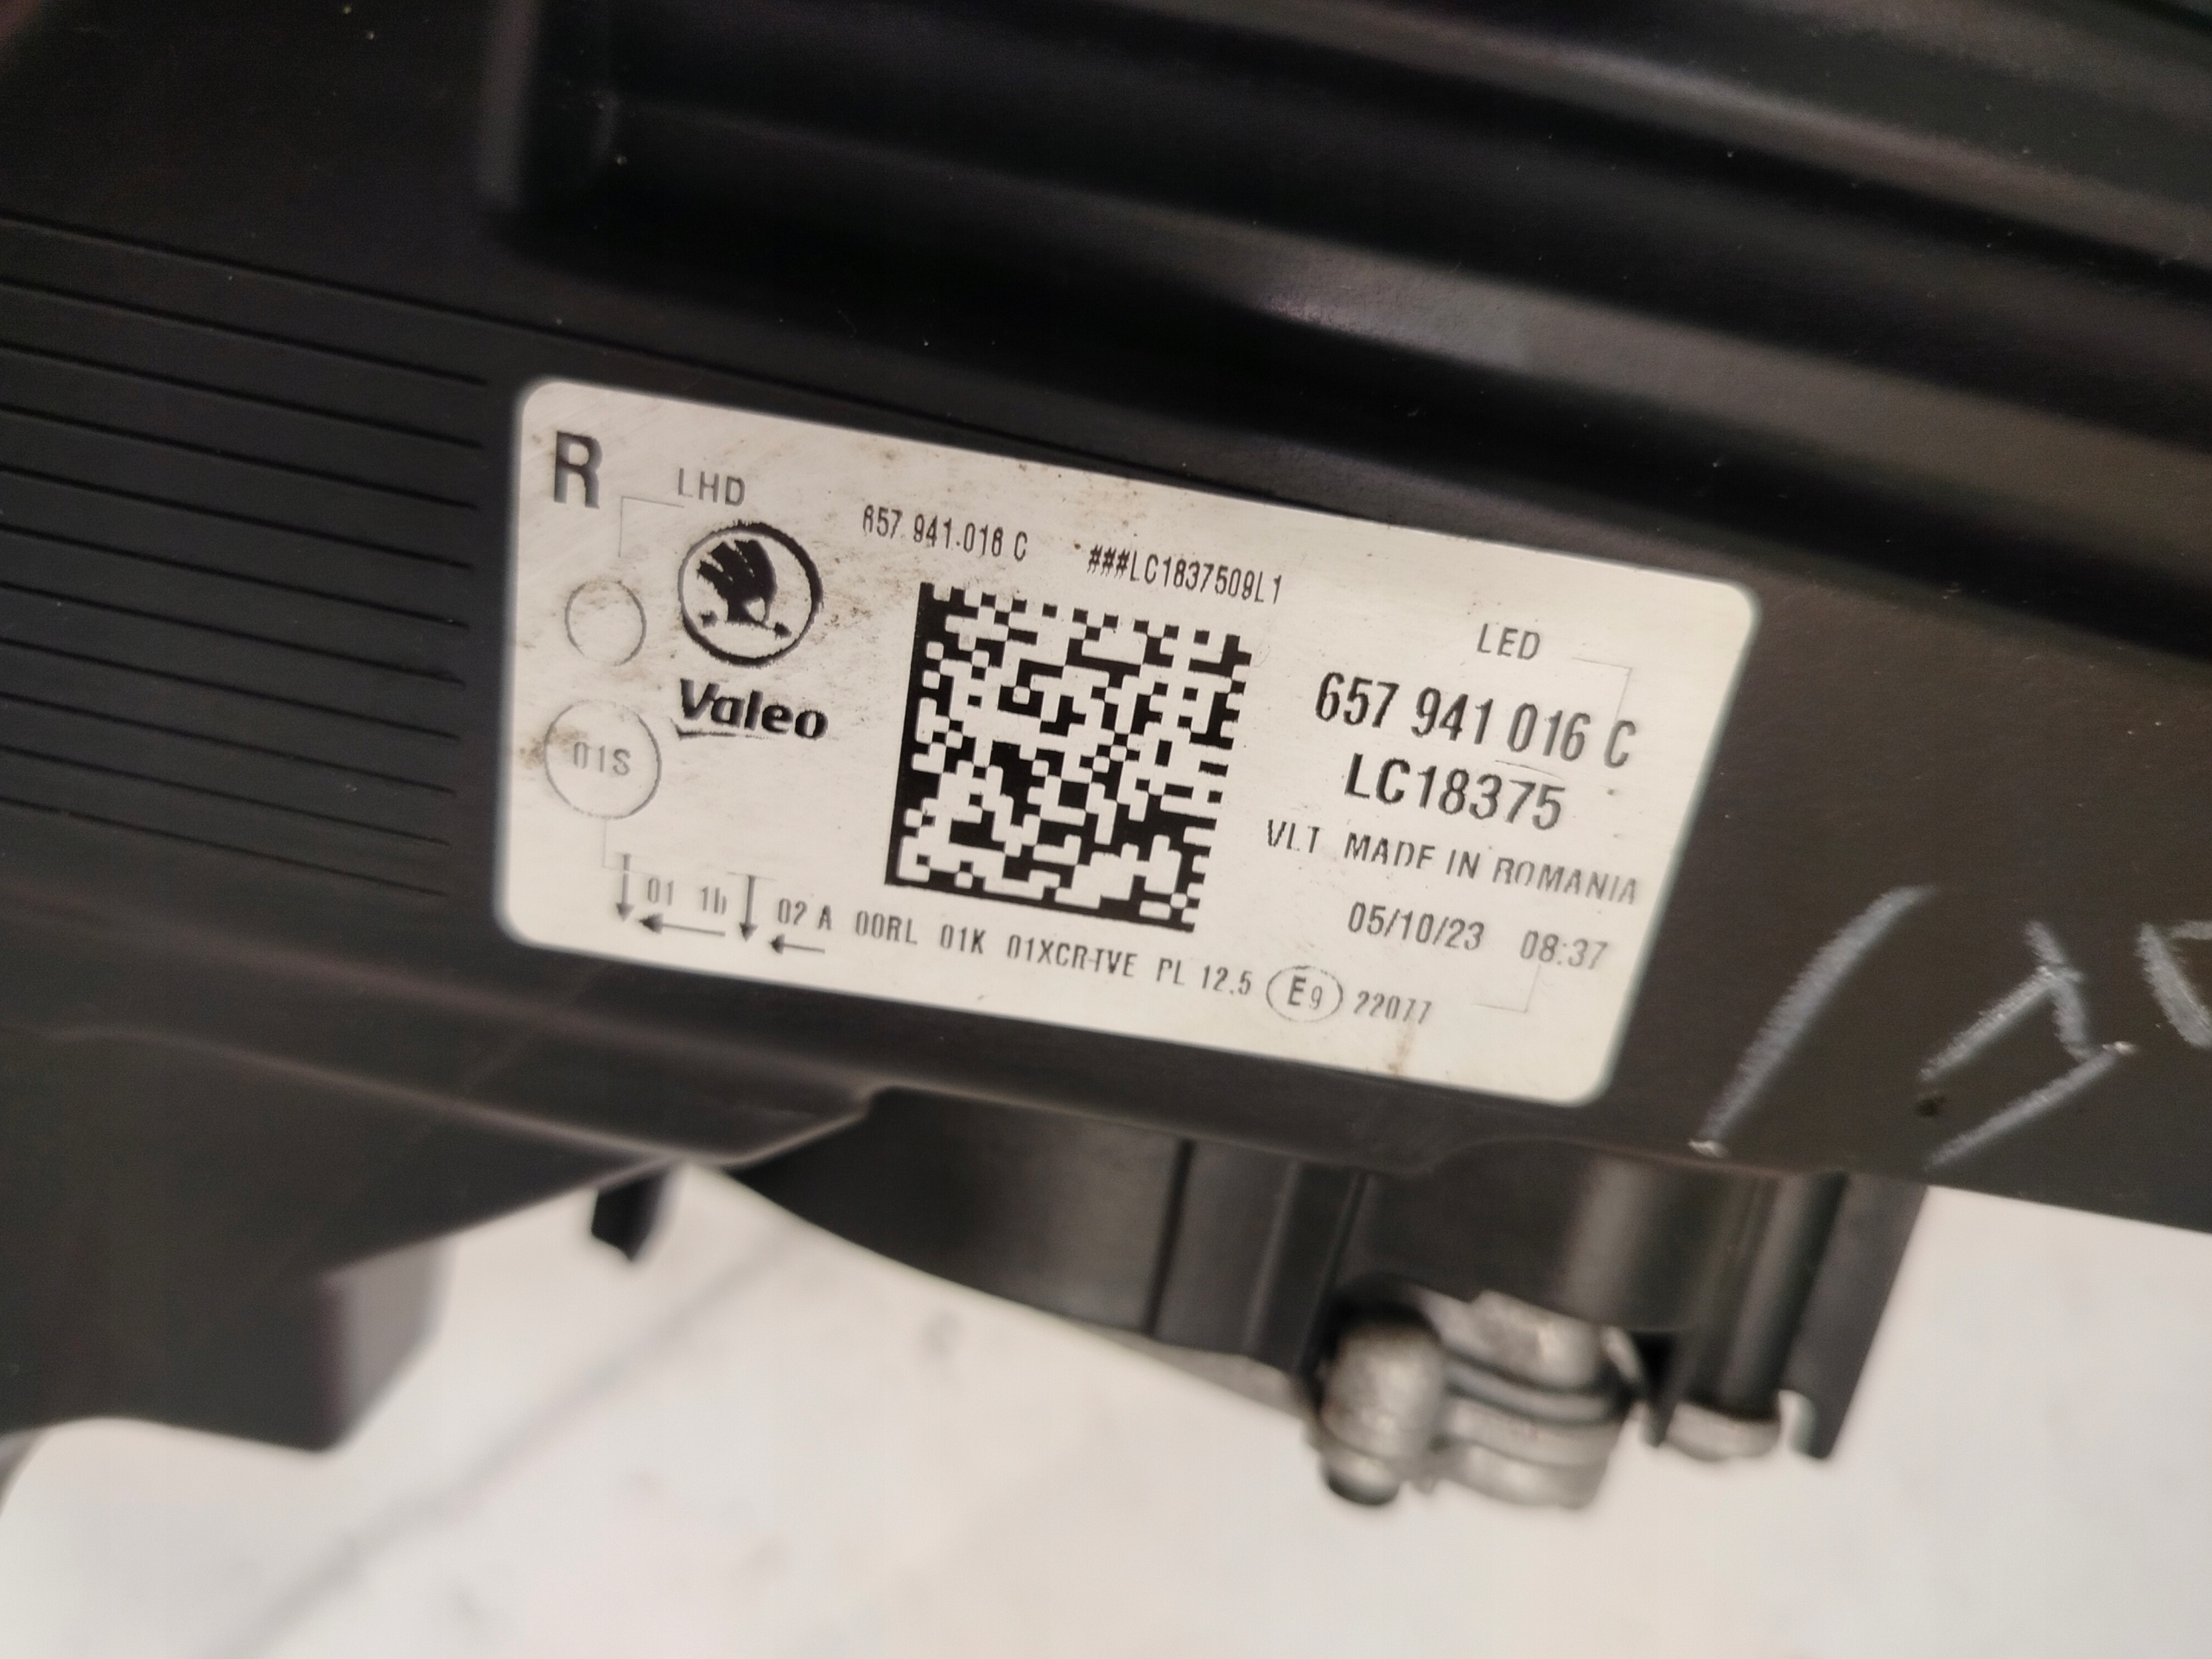 R
LHD
657 941 016 C ###LC1837509L1
Valeo
LED
657 941 016 C
LC18375
01S
VLT MADE IN ROMANIA
05/10/23 08:37
01 1b 02 A 00RL 01K 01XCR-IVE PL 12.5 E9 22077